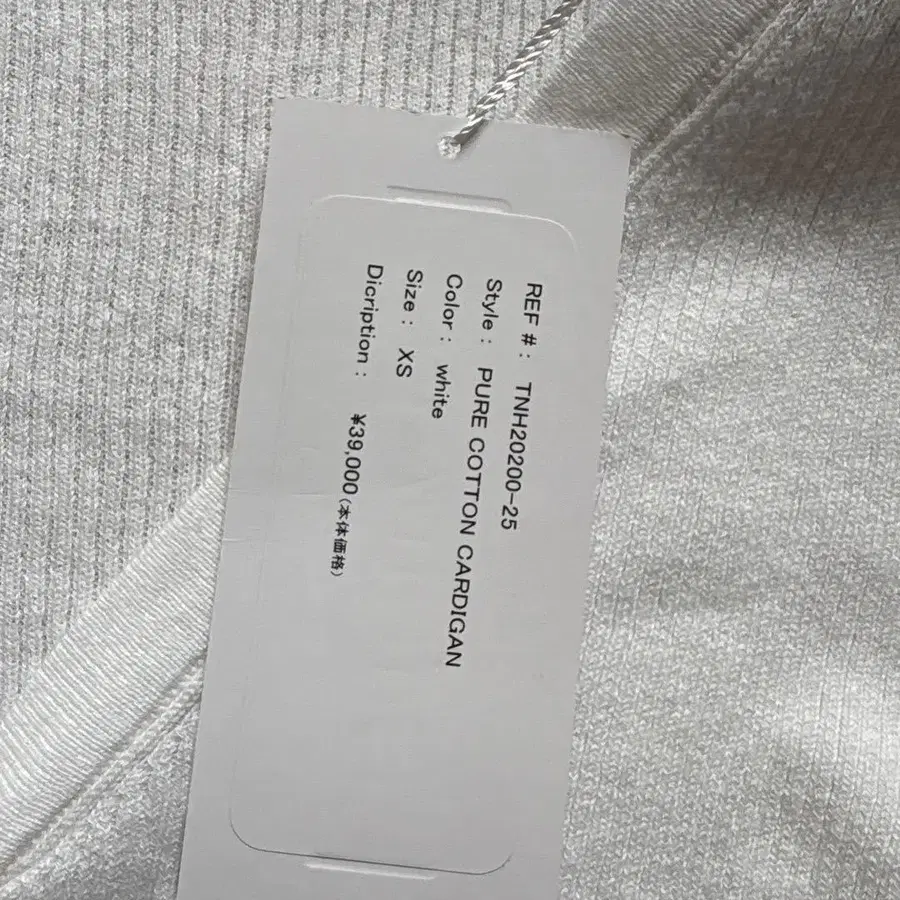 REF #: TNH20200-25
Style: PURE COTTON CARDIGAN
Color: white
Size: XS
Dicription:
¥39,000(本体価格)